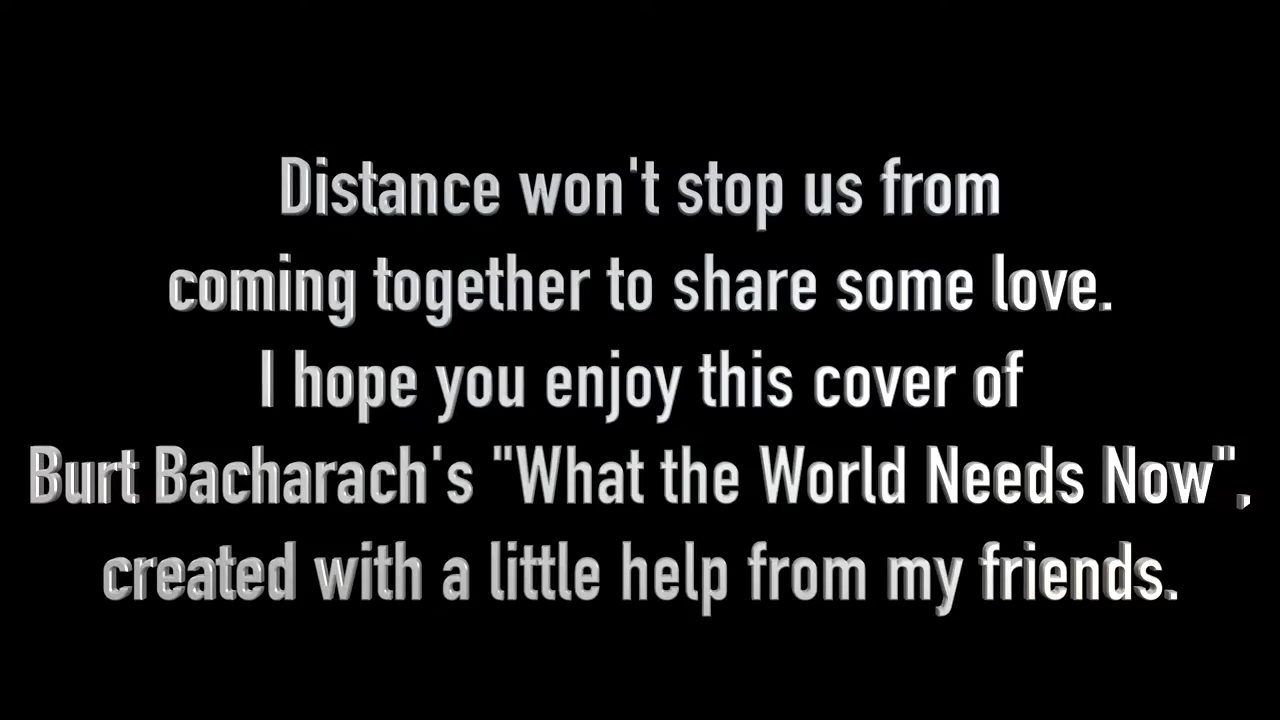 Distance won't stop us from
coming together to share some love.
I hope you enjoy this cover of
Burt Bacharach's "What the World Needs Now",
created with a little help from my friends.